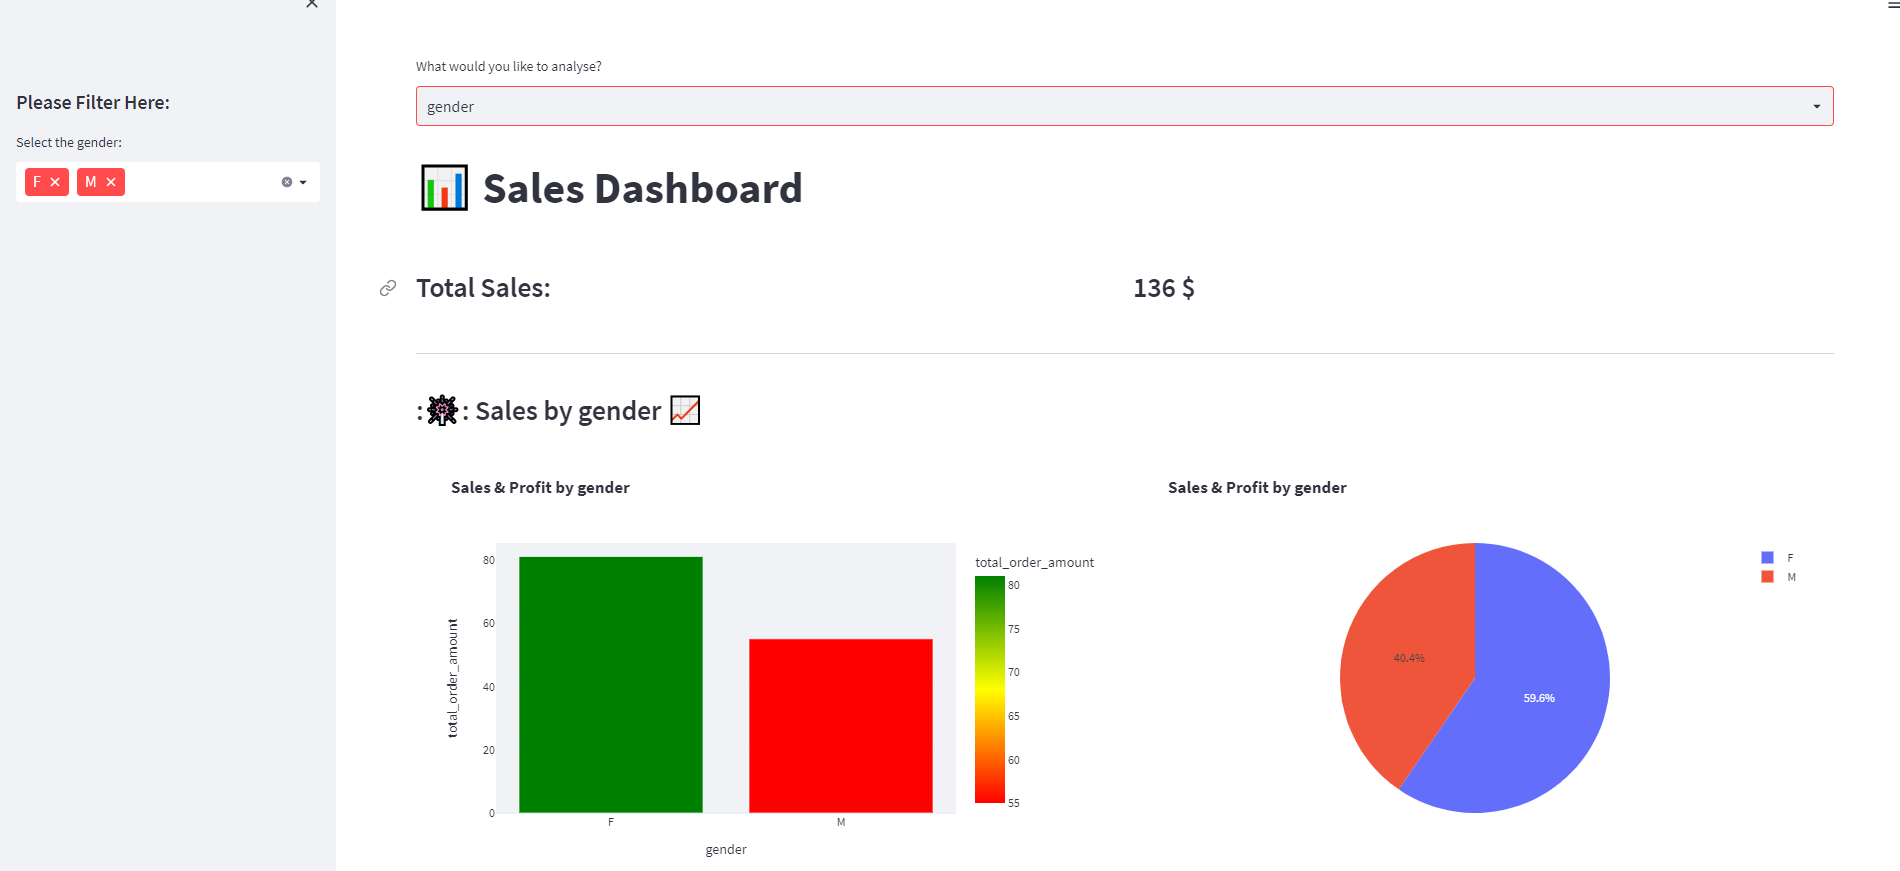 Please Filter Here:
Select the gender:
F
M
What would you like to analyse?
gender
Sales Dashboard
Total Sales:
136 $
:: Sales by gender
Sales & Profit by gender
total_order_amount
80
60
40
20
0
F
M
gender
total_order_amount
80
75
70
65
60
55
Sales & Profit by gender
40.4%
59.6%
F
M